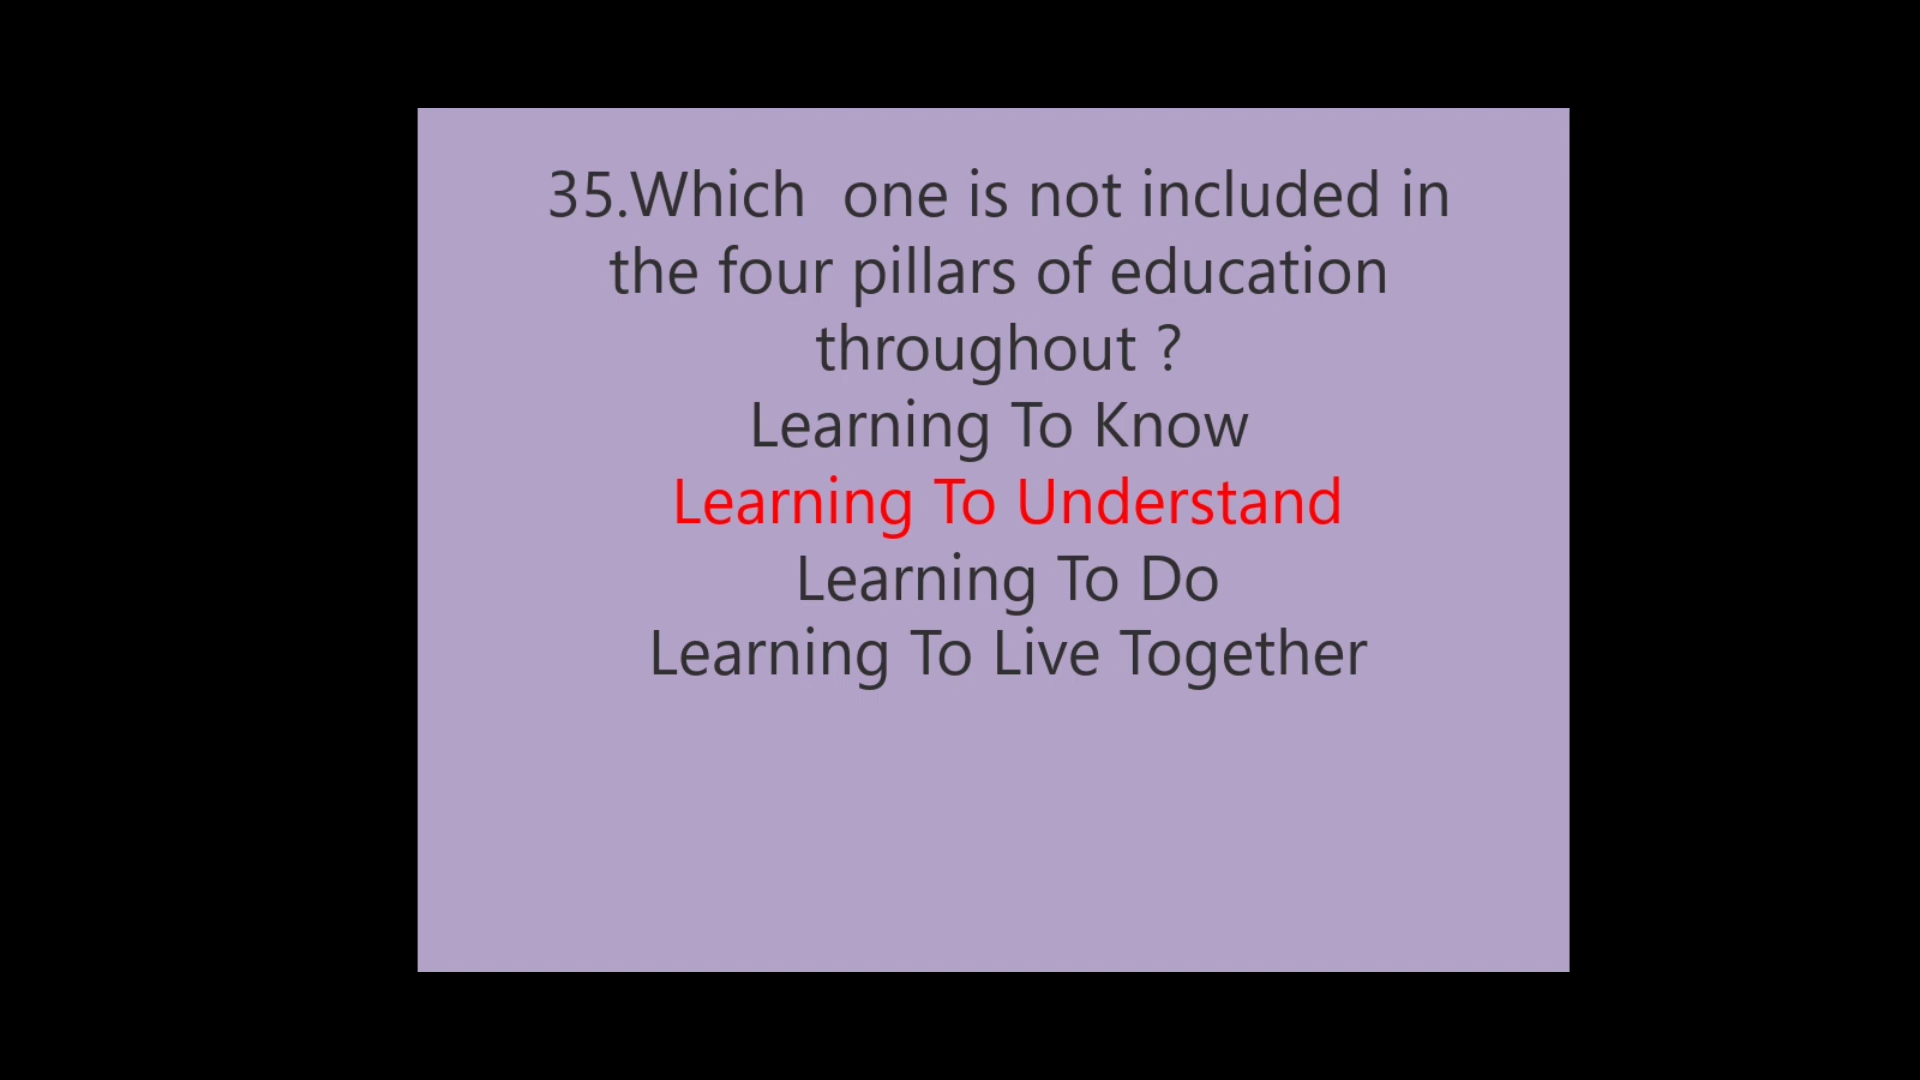 35.Which  one is not included in
the four pillars of education
throughout ?
Learning To Know
Learning To Understand
Learning To Do
Learning To Live Together